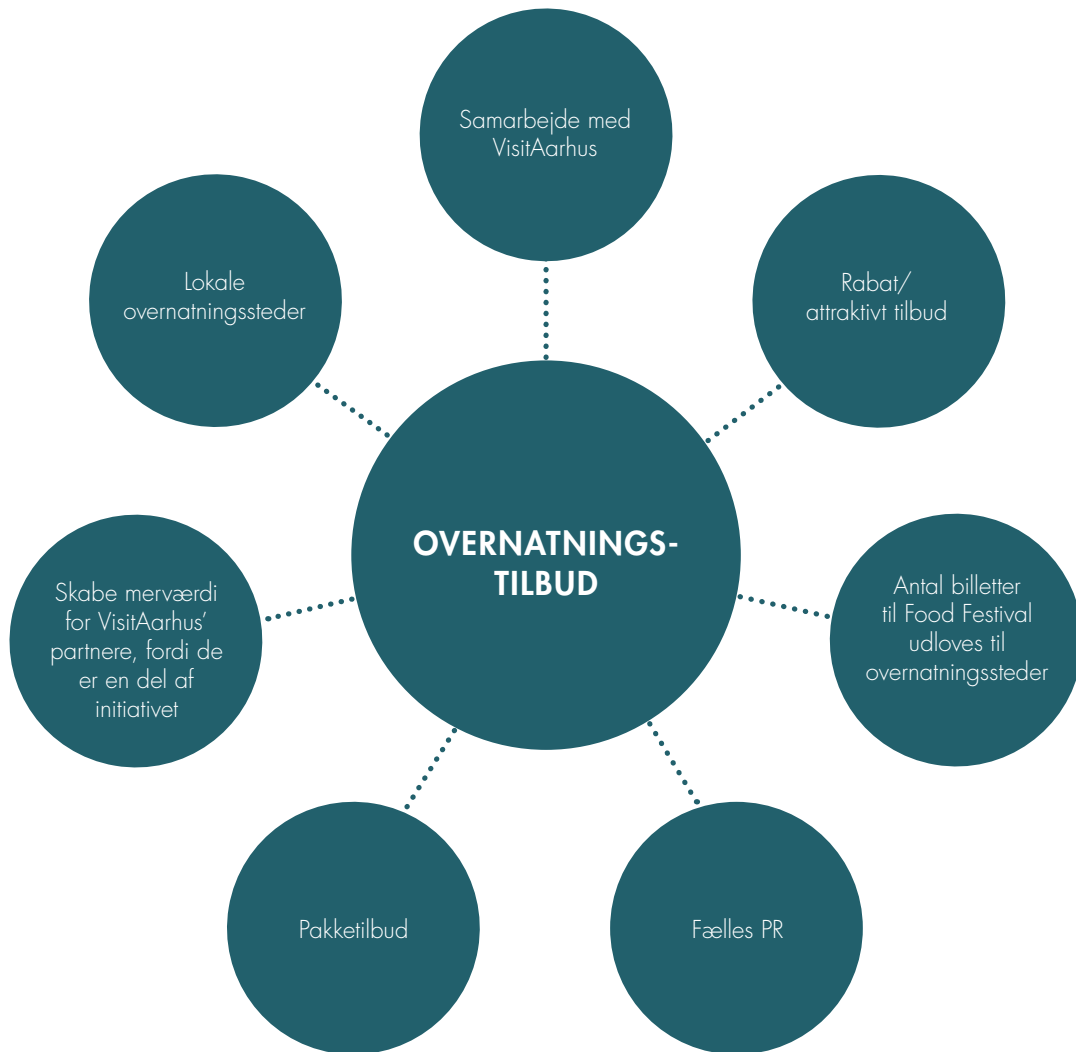 Samarbejde med
VisitAarhus
Lokale
overnatningssteder
Rabat/
attraktivt tilbud
OVERNATNINGS-
TILBUD
Skabe merværdi
for VisitAarhus’
partnere, fordi de
er en del af
initiativet
Antal billetter
til Food Festival
udloves til
overnatningssteder
Pakketilbud
Fælles PR